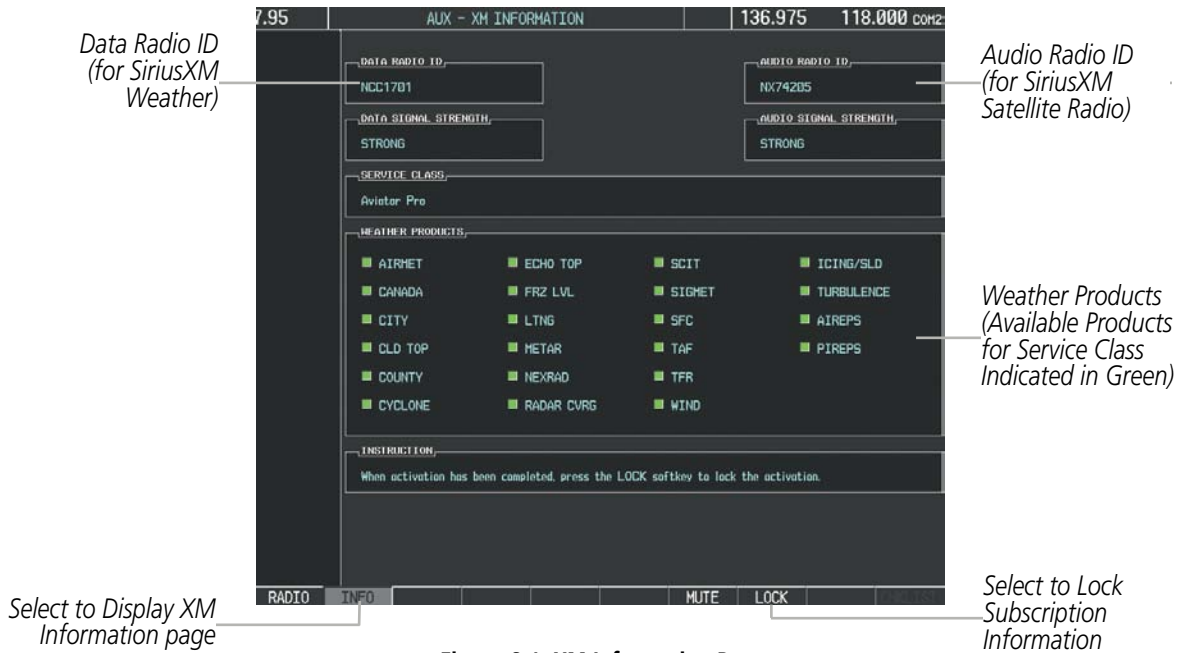 7.95
AUX – XM INFORMATION
136.975
118.000 COM2
Data Radio ID
(for SiriusXM
Weather)
DATA RADIO ID
NCC1701
AUDIO RADIO ID
NX74205
Audio Radio ID
(for SiriusXM
Satellite Radio)
DATA SIGNAL STRENGTH
STRONG
AUDIO SIGNAL STRENGTH
STRONG
SERVICE CLASS
Aviator Pro
WEATHER PRODUCTS
AIRMET ECHO TOP SCIT ICING/SLD
CANADA FRZ LVL SIGMET TURBULENCE
CITY LTNG SFC AIREPS
CLD TOP METAR TAF PIREPS
COUNTY NEXRAD TFR
CYCLONE RADAR CVRG WIND
Weather Products
(Available Products
for Service Class
Indicated in Green)
INSTRUCTION
When activation has been completed, press the LOCK softkey to lock the activation.
RADIO INFO MUTE LOCK
Select to Display XM
Information page
Select to Lock
Subscription
Information